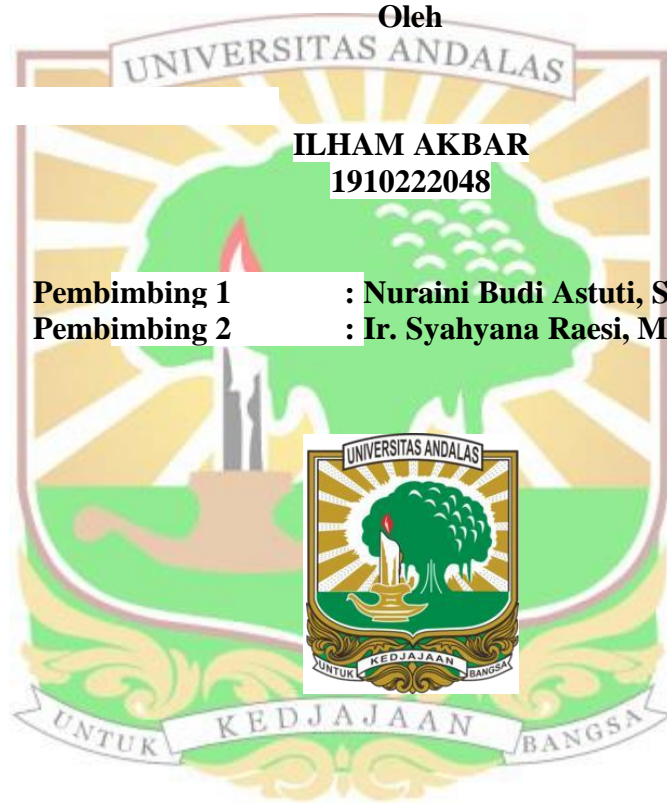 Oleh
UNIVERSITAS ANDALAS
ILHAM AKBAR
1910222048
Pembimbing 1 : Nuraini Budi Astuti, S
Pembimbing 2 : Ir. Syahyana Raesi, M
UNIVERSITAS ANDALAS
UNTUK KEDJAJAAN BANGSA
UNTUK KEDJAJAAN BANGSA